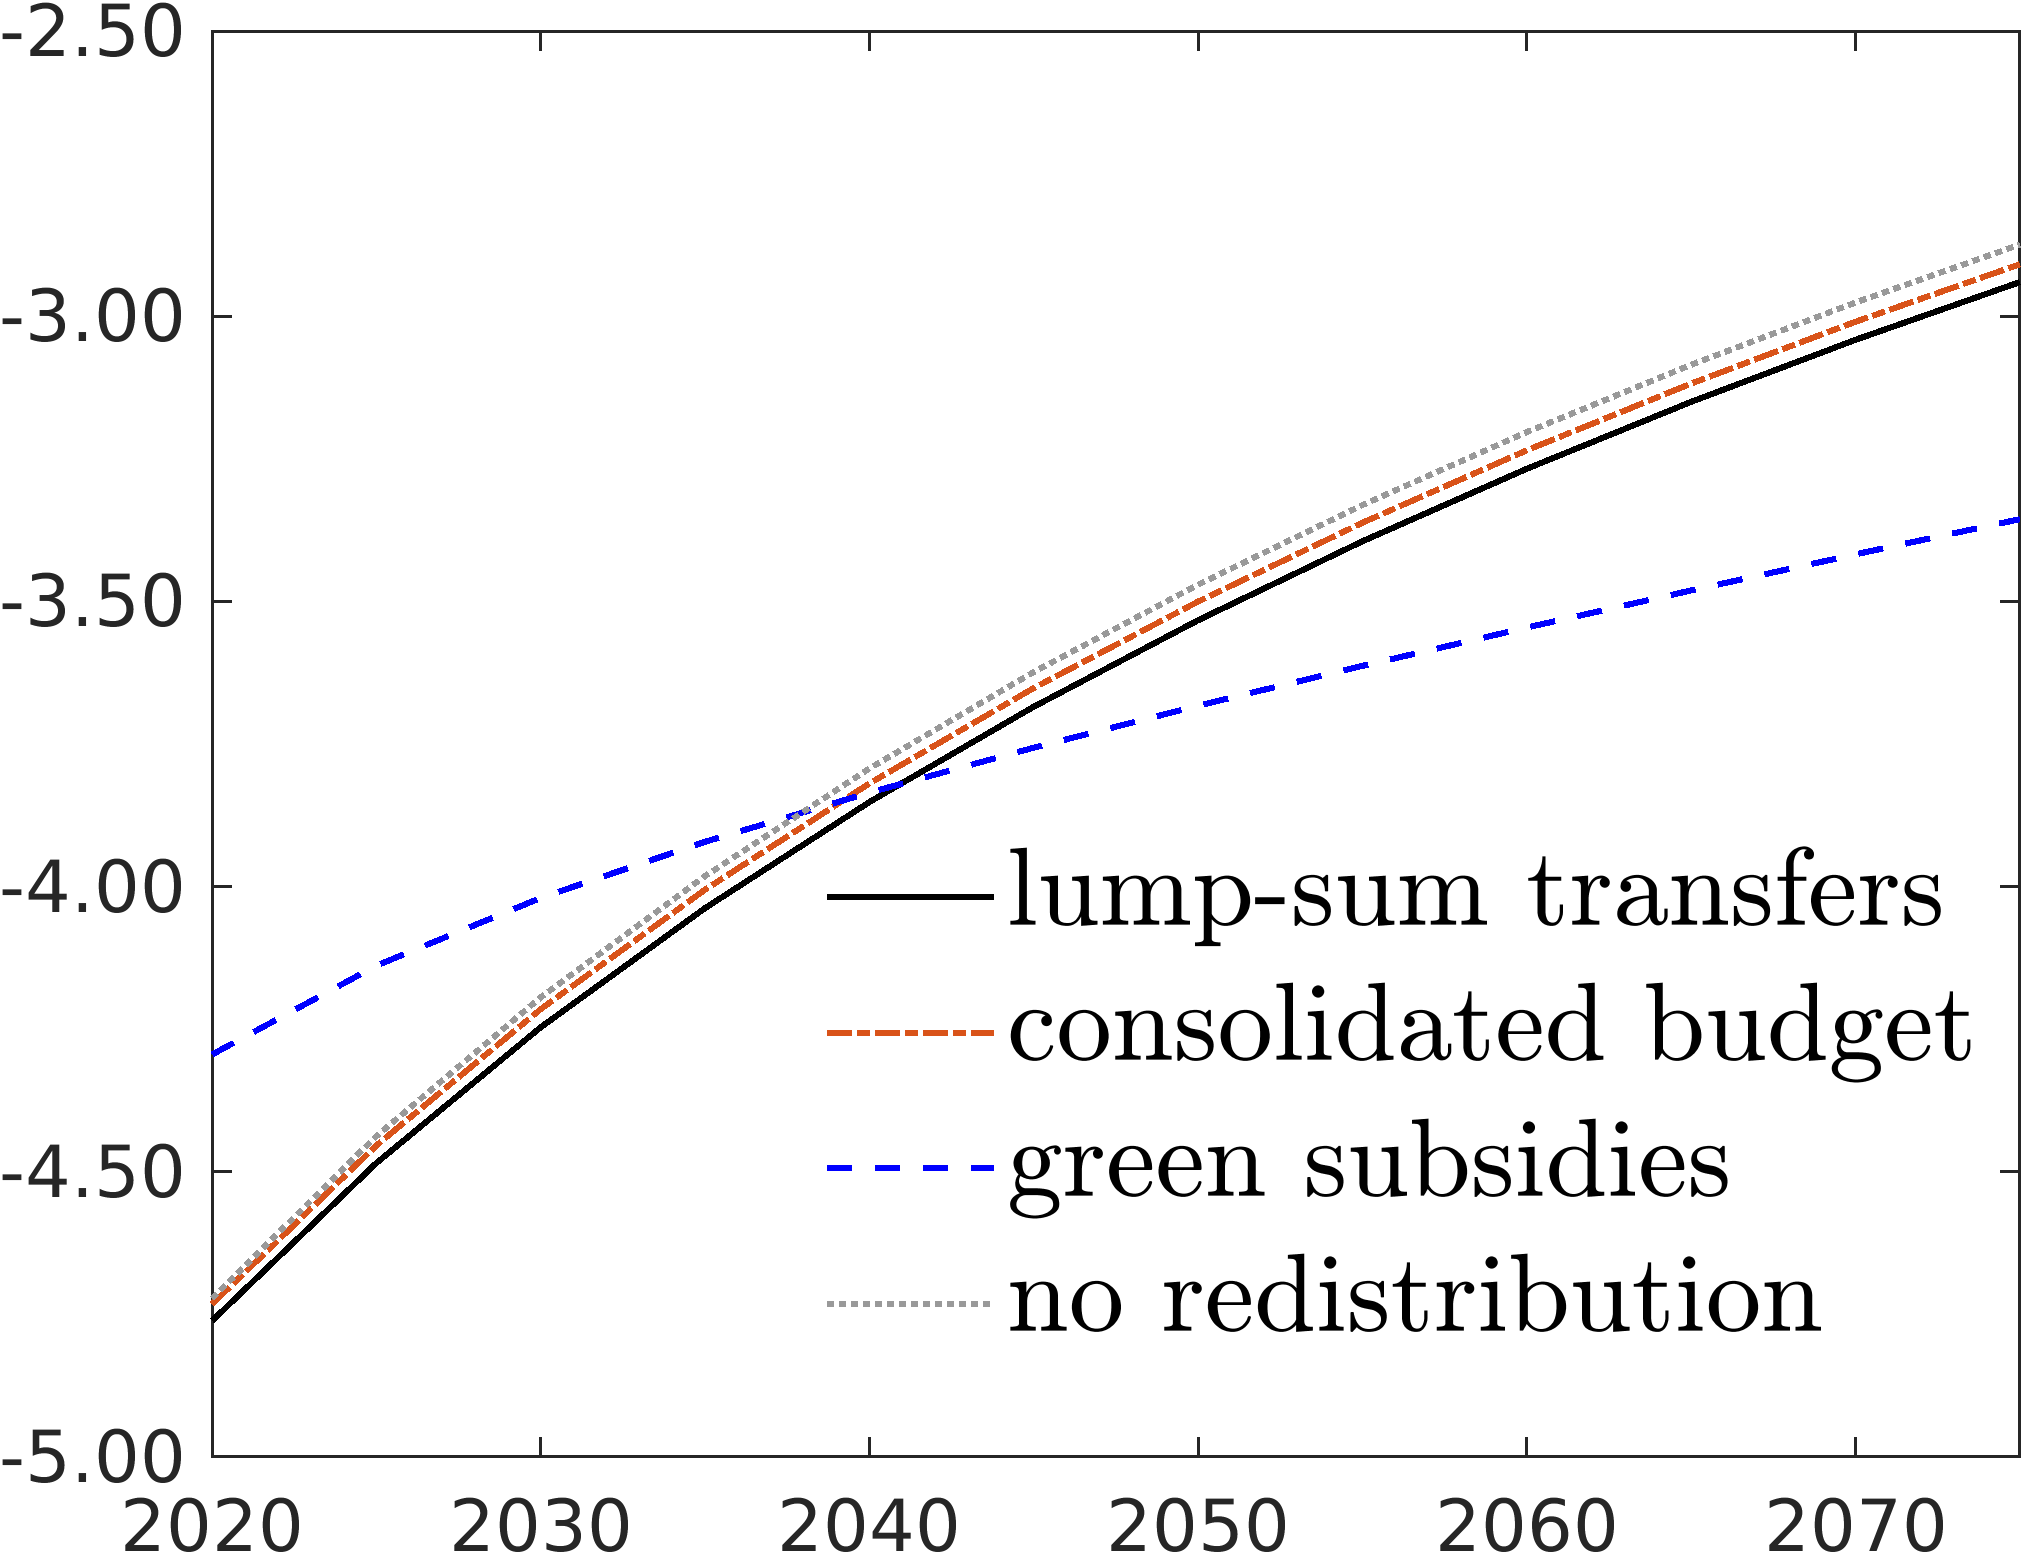 -2.50
-3.00
-3.50
-4.00
-4.50
-5.00
lump-sum transfers
consolidated budget
green subsidies
no redistribution
2020 2030 2040 2050 2060 2070